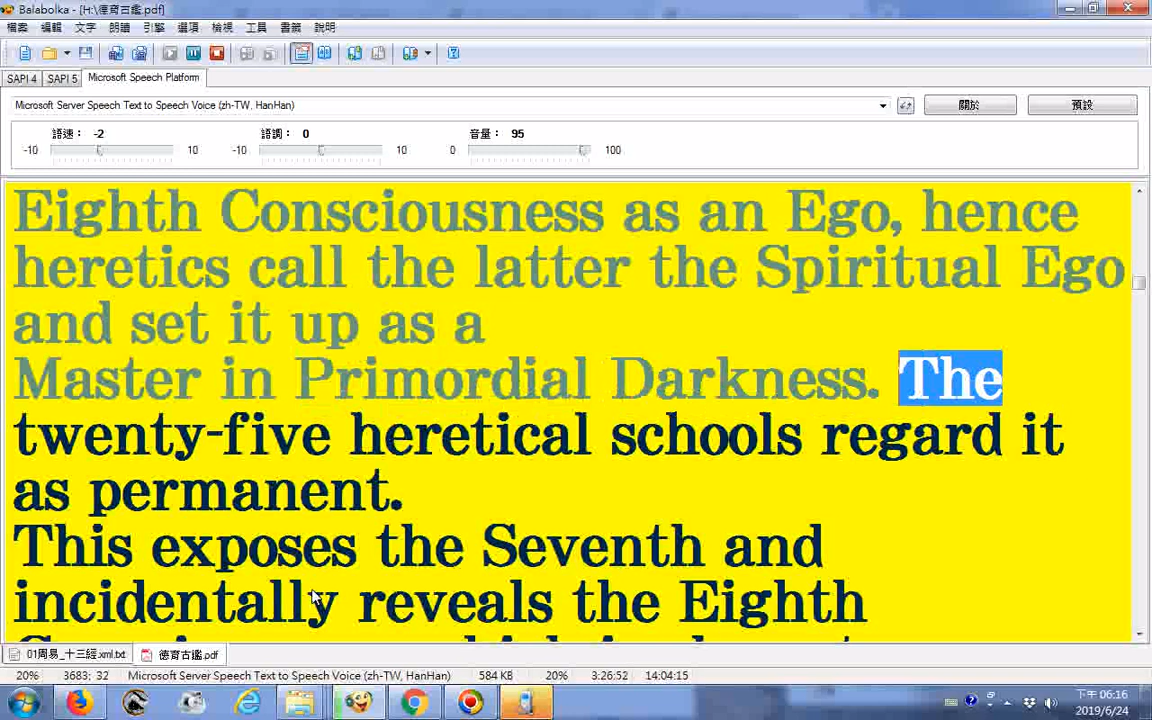 Balabolka - [H:\德育古鑑.pdf]
檔案 編輯 文字 朗讀 引擎 選項 檢視 工具 書籤 說明
SAPI 4 SAPI 5 Microsoft Speech Platform
Microsoft Server Speech Text to Speech Voice (zh-TW, HanHan) 關於 預設
語速： -2 語調： 0 音量： 95
-10 10 -10 10 0 100
Eighth Consciousness as an Ego, hence
heretics call the latter the Spiritual Ego
and set it up as a
Master in Primordial Darkness. The
twenty-five heretical schools regard it
as permanent.
This exposes the Seventh and
incidentally reveals the Eighth
01周易_十三經.xml.txt 德育古鑑.pdf
20% 3683; 32 Microsoft Server Speech Text to Speech Voice (zh-TW, HanHan) 584 KB 20% 3:26:52 14:04:15
下午 06:16
2019/6/24